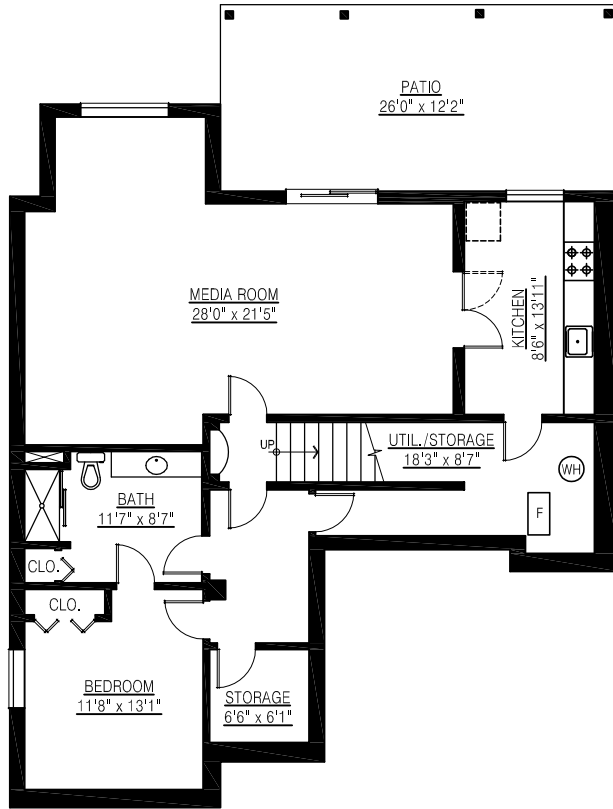 PATIO
26'0" x 12'2"
MEDIA ROOM
28'0" x 21'5"
KITCHEN
8'6" x 13'11"
UP
UTIL./STORAGE
18'3" x 8'7"
WH
F
BATH
11'7" x 8'7"
CLO.
CLO.
BEDROOM
11'8" x 13'1"
STORAGE
6'6" x 6'1"